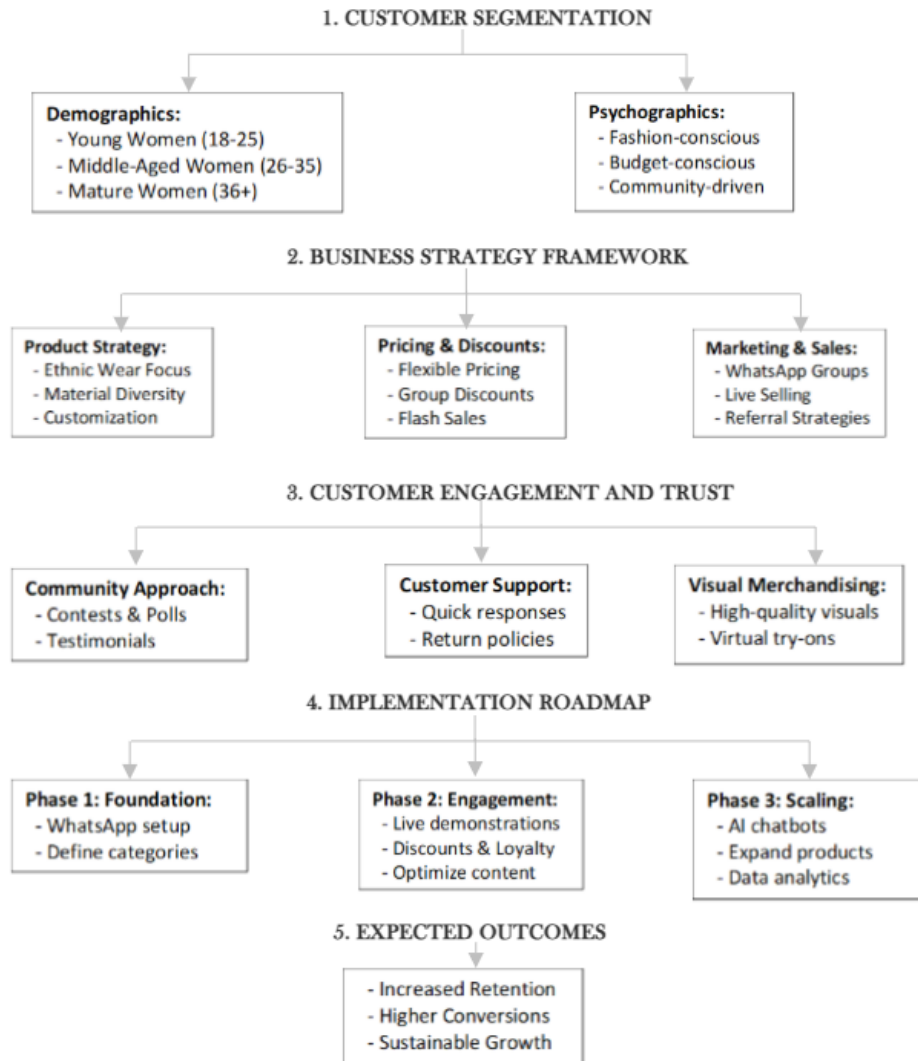 1. CUSTOMER SEGMENTATION
Demographics:
- Young Women (18-25)
- Middle-Aged Women (26-35)
- Mature Women (36+)
Psychographics:
- Fashion-conscious
- Budget-conscious
- Community-driven
2. BUSINESS STRATEGY FRAMEWORK
Product Strategy:
- Ethnic Wear Focus
- Material Diversity
- Customization
Pricing & Discounts:
- Flexible Pricing
- Group Discounts
- Flash Sales
Marketing & Sales:
- WhatsApp Groups
- Live Selling
- Referral Strategies
3. CUSTOMER ENGAGEMENT AND TRUST
Community Approach:
- Contests & Polls
- Testimonials
Customer Support:
- Quick responses
- Return policies
Visual Merchandising:
- High-quality visuals
- Virtual try-ons
4. IMPLEMENTATION ROADMAP
Phase 1: Foundation:
- WhatsApp setup
- Define categories
Phase 2: Engagement:
- Live demonstrations
- Discounts & Loyalty
- Optimize content
Phase 3: Scaling:
- AI chatbots
- Expand products
- Data analytics
5. EXPECTED OUTCOMES
- Increased Retention
- Higher Conversions
- Sustainable Growth